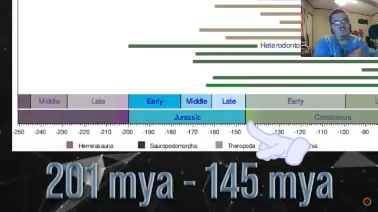 Heterodonto
Middle Late Early Middle Late Early
Jurassic Cretaceous
-250 -240 -230 -220 -210 -200 -190 -180 -170 -160 -150 -130 -120 -110 -100 -90
Herrerasauria Sauropodomorpha Theropoda
201 mya - 145 mya